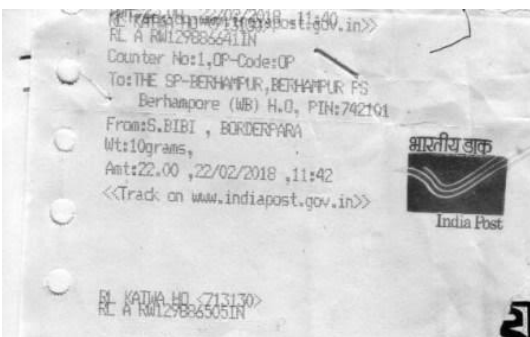 RL A RW129886641IN
Counter No:1,OP-Code:OP
To:THE SP-BERHAMPUR,BERHAMPUR PS
Berhampore (WB) H.O, PIN:742101
From:S.BIBI , BORDERPARA
Wt:10grams,
Amt:22.00 ,22/02/2018 ,11:42
<<Track on www.indiapost.gov.in>>
भारतीय डाक
India Post
RL KATWA HO <713130>
RL A RW129886505IN